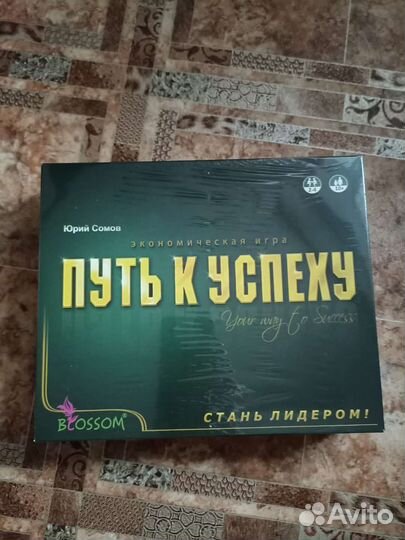 Юрий Сомов
экономическая игра
ПУТЬ К УСПЕХУ
Your way to Success
BLOSSOM®
СТАНЬ ЛИДЕРОМ!
Avito